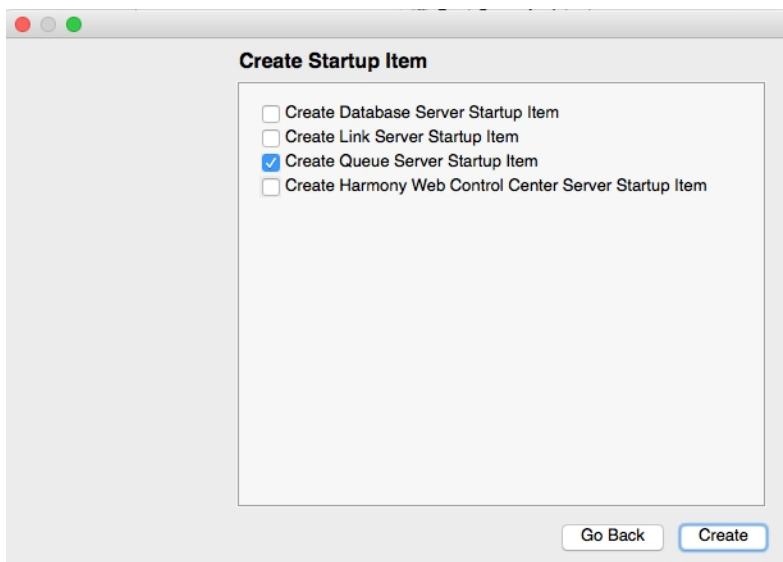 Create Startup Item
Create Database Server Startup Item
Create Link Server Startup Item
Create Queue Server Startup Item
Create Harmony Web Control Center Server Startup Item
Go Back
Create